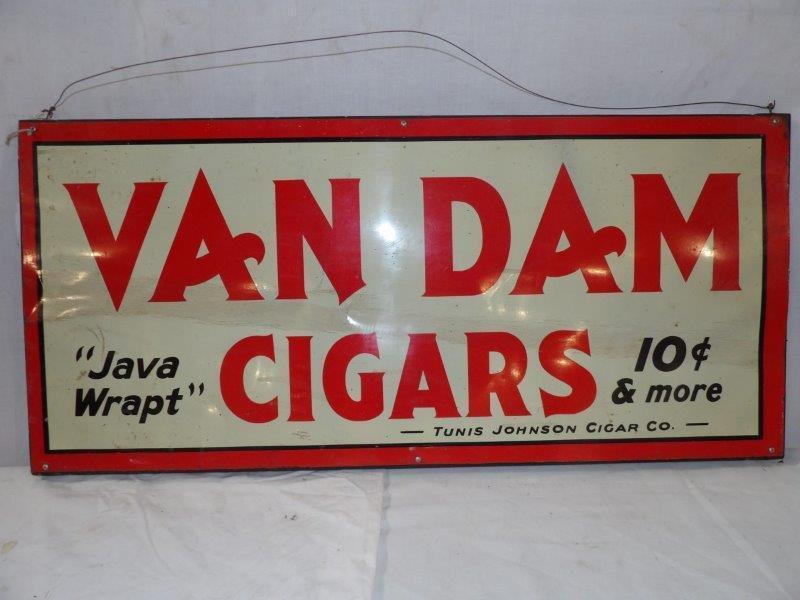 VAN DAM
"Java Wrapt" CIGARS 10¢ & more
— TUNIS JOHNSON CIGAR CO. —